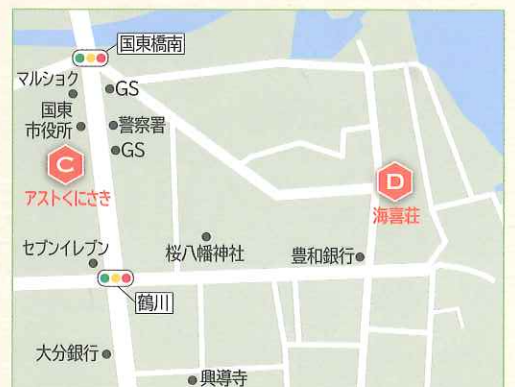 国東橋南
マルショク
GS
国東
市役所
警察署
GS
C
アストくにさき
D
海喜荘
セブンイレブン
桜八幡神社
豊和銀行
鶴川
大分銀行
興導寺